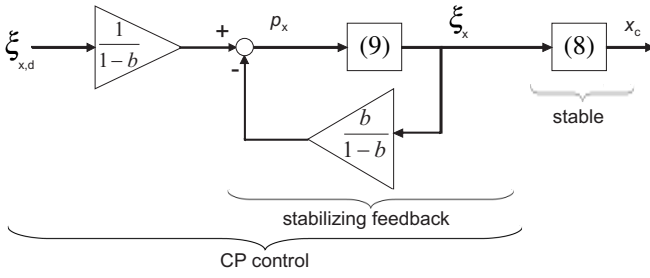 ξx,d
1
1 − b
+
-
px
(9)
ξx
(8)
xc
stable
b
1 − b
stabilizing feedback
CP control